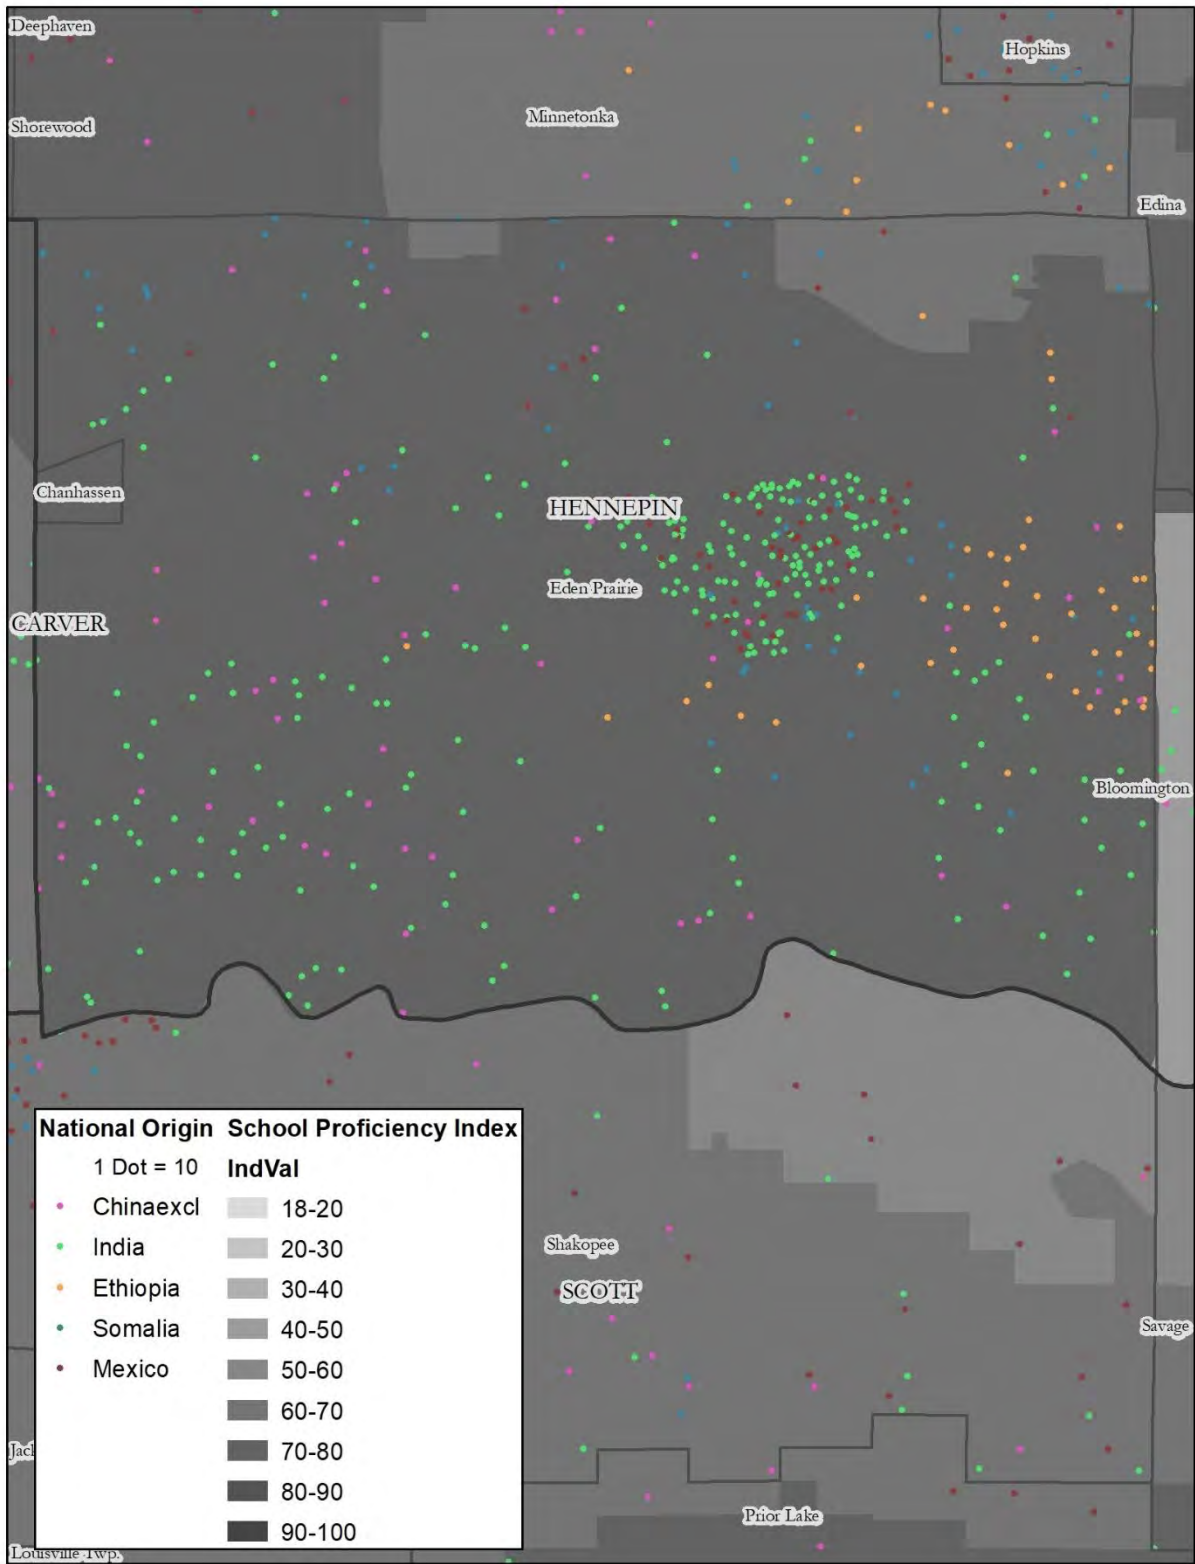 Deephaven
Hopkins
Minnetonka
Shorewood
Edina
Chanhassen
HENNEPIN
Eden Prairie
CARVER
Bloomington
National Origin
1 Dot = 10
Chinaexcl
India
Ethiopia
Somalia
Mexico
School Proficiency Index
IndVal
18-20
20-30
30-40
40-50
50-60
60-70
70-80
80-90
90-100
Shakopee
SCOTT
Savage
Jacl
Prior Lake
Louisville Twp.